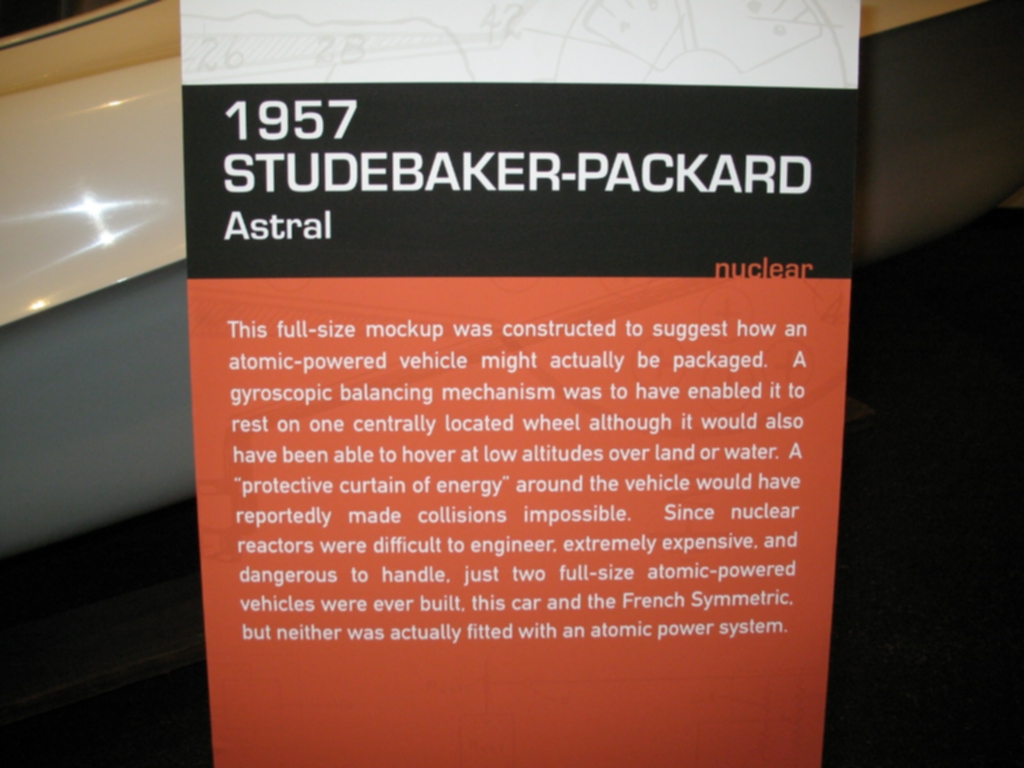 26 28 42
1957
STUDEBAKER-PACKARD
Astral
nuclear
This full-size mockup was constructed to suggest how an
atomic-powered vehicle might actually be packaged. A
gyroscopic balancing mechanism was to have enabled it to
rest on one centrally located wheel although it would also
have been able to hover at low altitudes over land or water. A
"protective curtain of energy" around the vehicle would have
reportedly made collisions impossible. Since nuclear
reactors were difficult to engineer, extremely expensive, and
dangerous to handle, just two full-size atomic-powered
vehicles were ever built, this car and the French Symmetric,
but neither was actually fitted with an atomic power system.